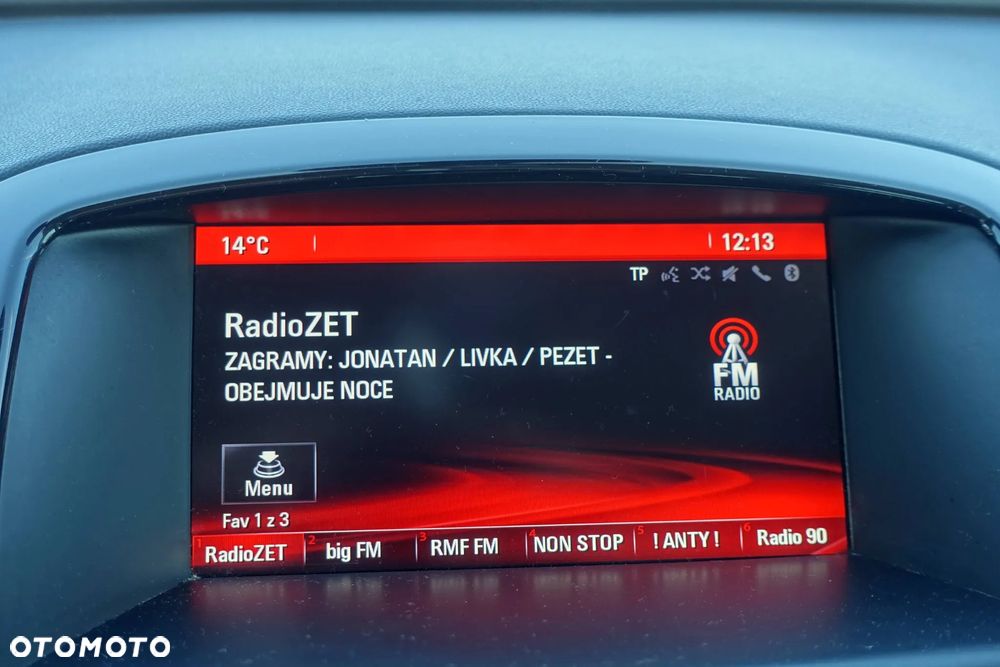 14°C 12:13
TP
RadioZET
ZAGRAMY: JONATAN / LIVKA / PEZET -
OBEJMUJE NOCE
FM
RADIO
Menu
Fav 1 z 3
1 RadioZET 2 big FM 3 RMF FM 4 NON STOP 5 ! ANTY ! 6 Radio 90
OTOMOTO